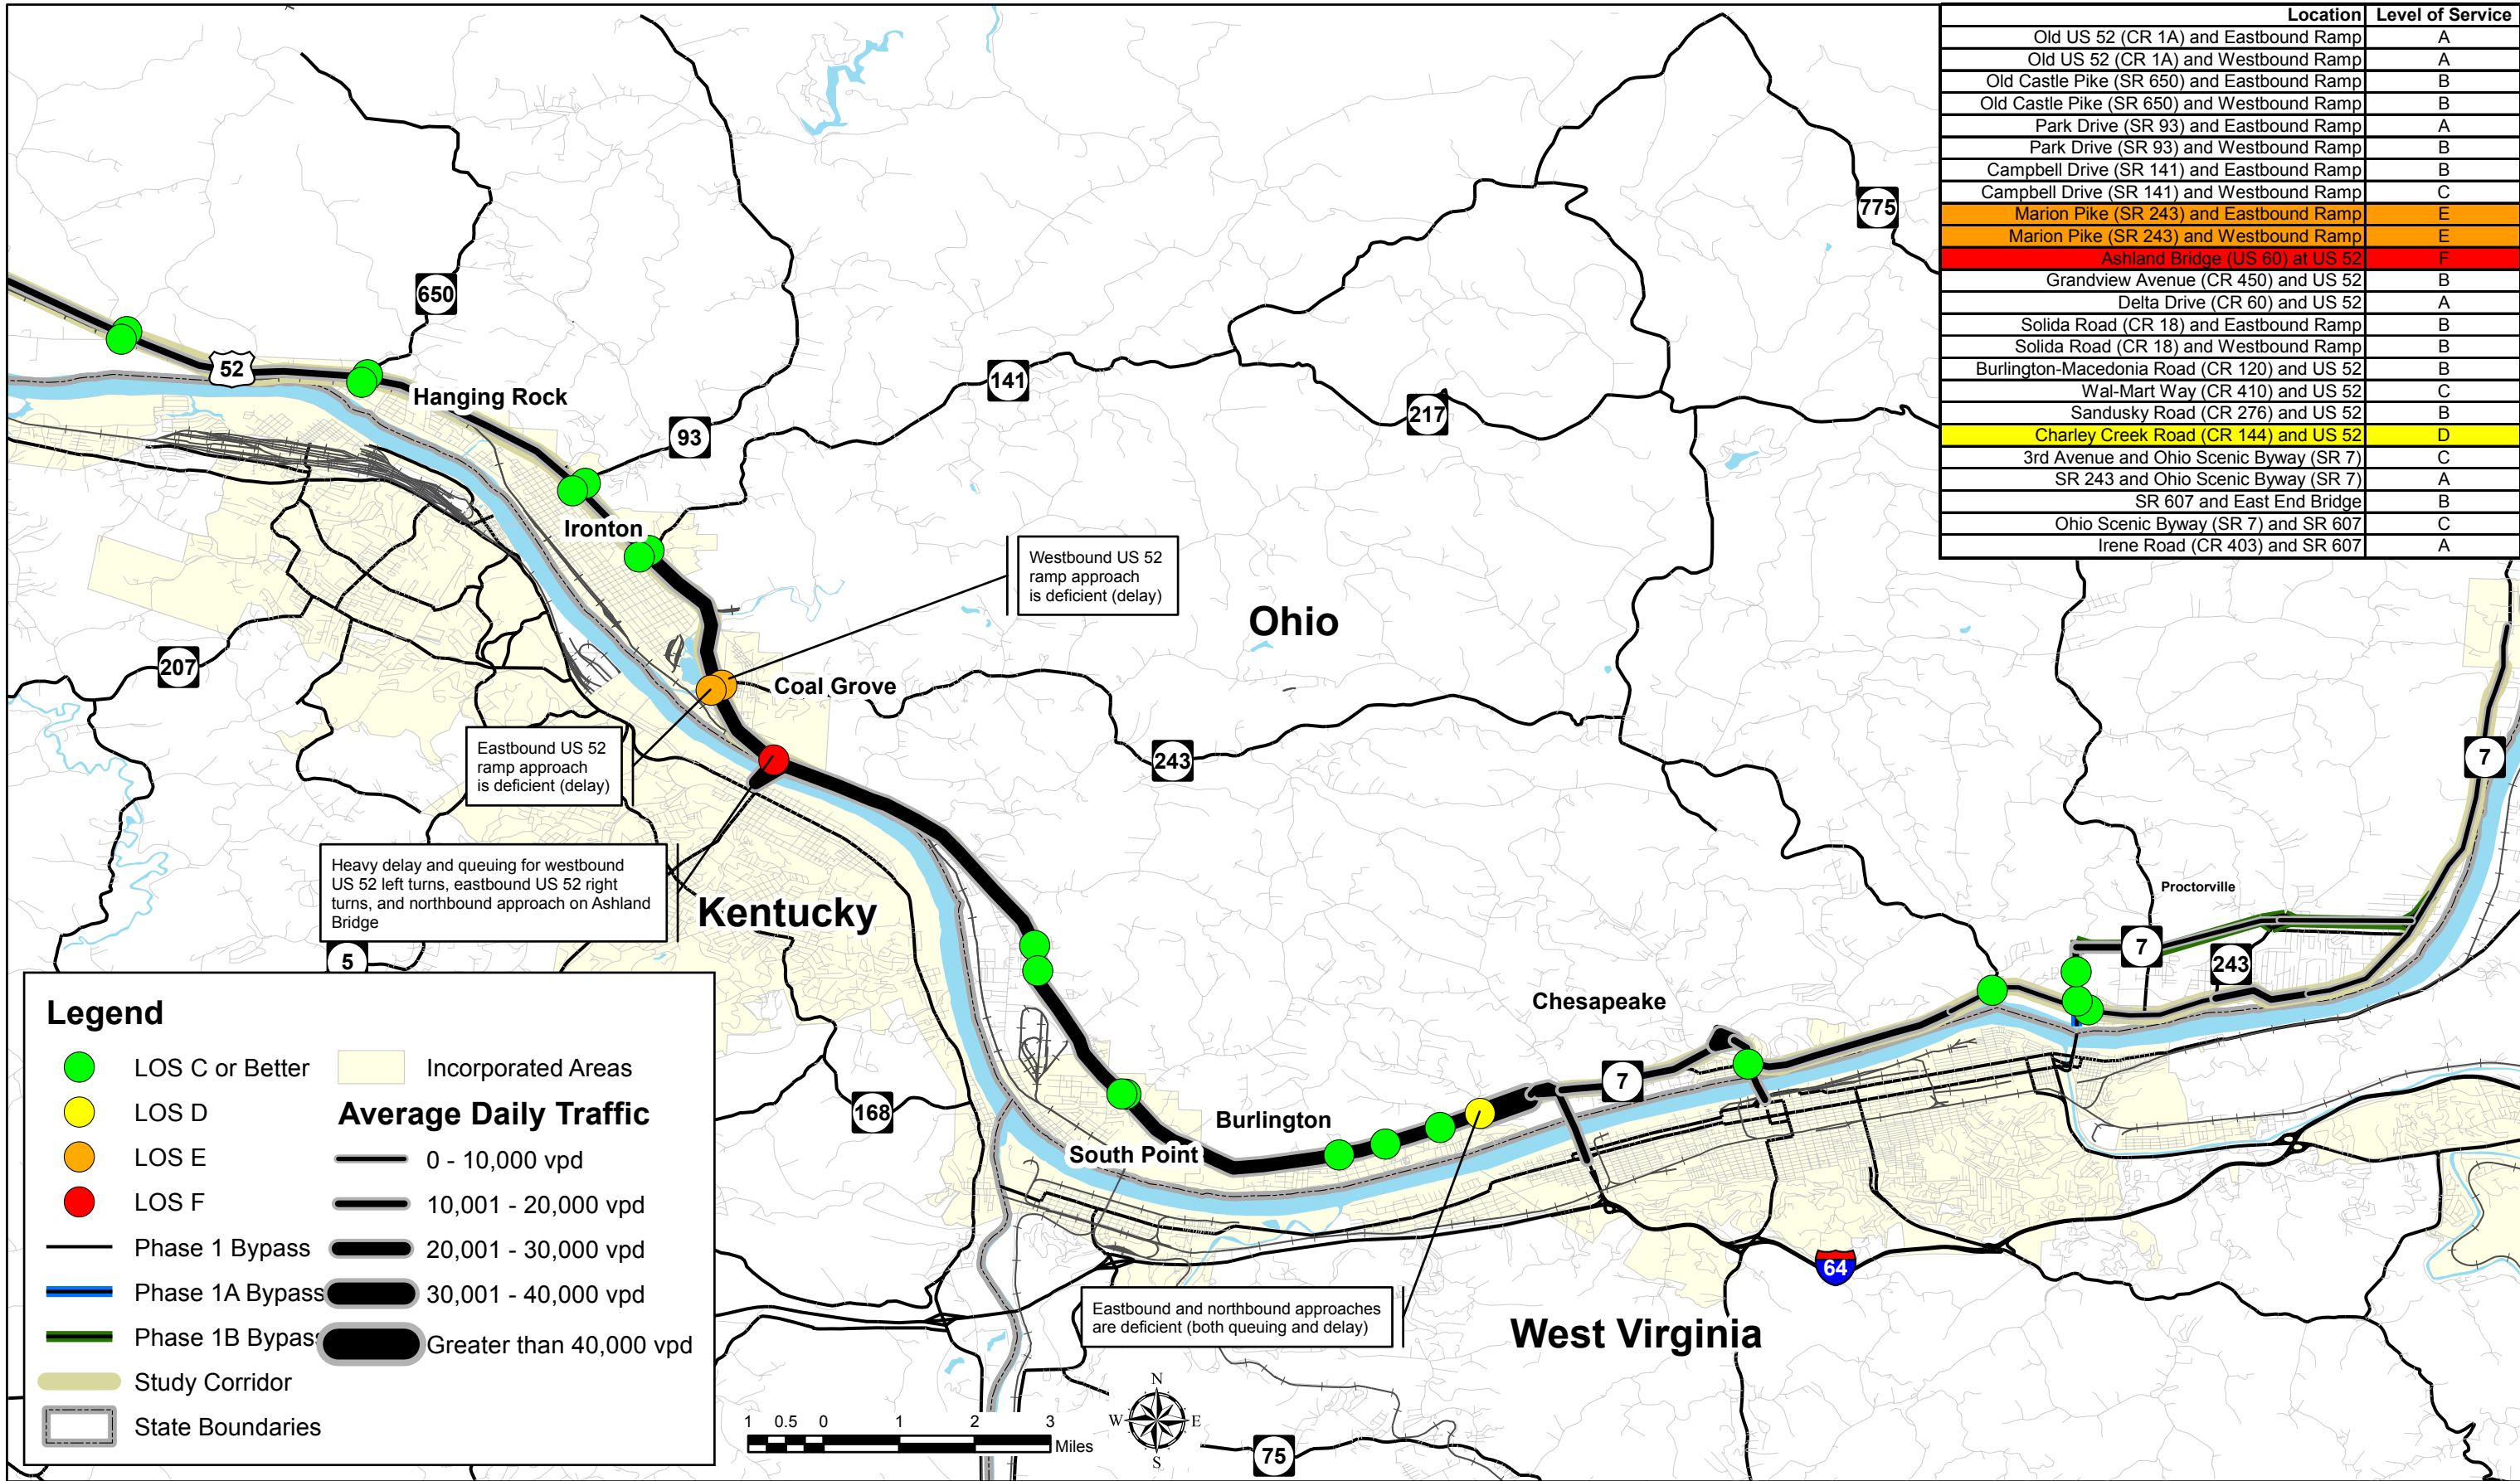 Location Level of Service
Old US 52 (CR 1A) and Eastbound Ramp A
Old US 52 (CR 1A) and Westbound Ramp A
Old Castle Pike (SR 650) and Eastbound Ramp B
Old Castle Pike (SR 650) and Westbound Ramp B
Park Drive (SR 93) and Eastbound Ramp A
Park Drive (SR 93) and Westbound Ramp B
Campbell Drive (SR 141) and Eastbound Ramp B
Campbell Drive (SR 141) and Westbound Ramp C
Marion Pike (SR 243) and Eastbound Ramp E
Marion Pike (SR 243) and Westbound Ramp E
Ashland Bridge (US 60) at US 52 F
Grandview Avenue (CR 450) and US 52 B
Delta Drive (CR 60) and US 52 A
Solida Road (CR 18) and Eastbound Ramp B
Solida Road (CR 18) and Westbound Ramp B
Burlington-Macedonia Road (CR 120) and US 52 B
Wal-Mart Way (CR 410) and US 52 C
Sandusky Road (CR 276) and US 52 B
Charley Creek Road (CR 144) and US 52 D
3rd Avenue and Ohio Scenic Byway (SR 7) C
SR 243 and Ohio Scenic Byway (SR 7) A
SR 607 and East End Bridge B
Ohio Scenic Byway (SR 7) and SR 607 C
Irene Road (CR 403) and SR 607 A
775
650
52
141
Hanging Rock
217
93
Ironton
Westbound US 52
ramp approach
is deficient (delay)
Ohio
207
Coal Grove
Eastbound US 52
ramp approach
is deficient (delay)
243
7
Heavy delay and queuing for westbound
US 52 left turns, eastbound US 52 right
turns, and northbound approach on Ashland
Bridge
Kentucky
Proctorville
5
7
243
Chesapeake
7
168
Burlington
South Point
64
Eastbound and northbound approaches
are deficient (both queuing and delay)
West Virginia
75
Legend
LOS C or Better
LOS D
LOS E
LOS F
Phase 1 Bypass
Phase 1A Bypass
Phase 1B Bypass
Study Corridor
State Boundaries
Incorporated Areas
Average Daily Traffic
0 - 10,000 vpd
10,001 - 20,000 vpd
20,001 - 30,000 vpd
30,001 - 40,000 vpd
Greater than 40,000 vpd
1 0.5 0 1 2 3
Miles
N
W E
S